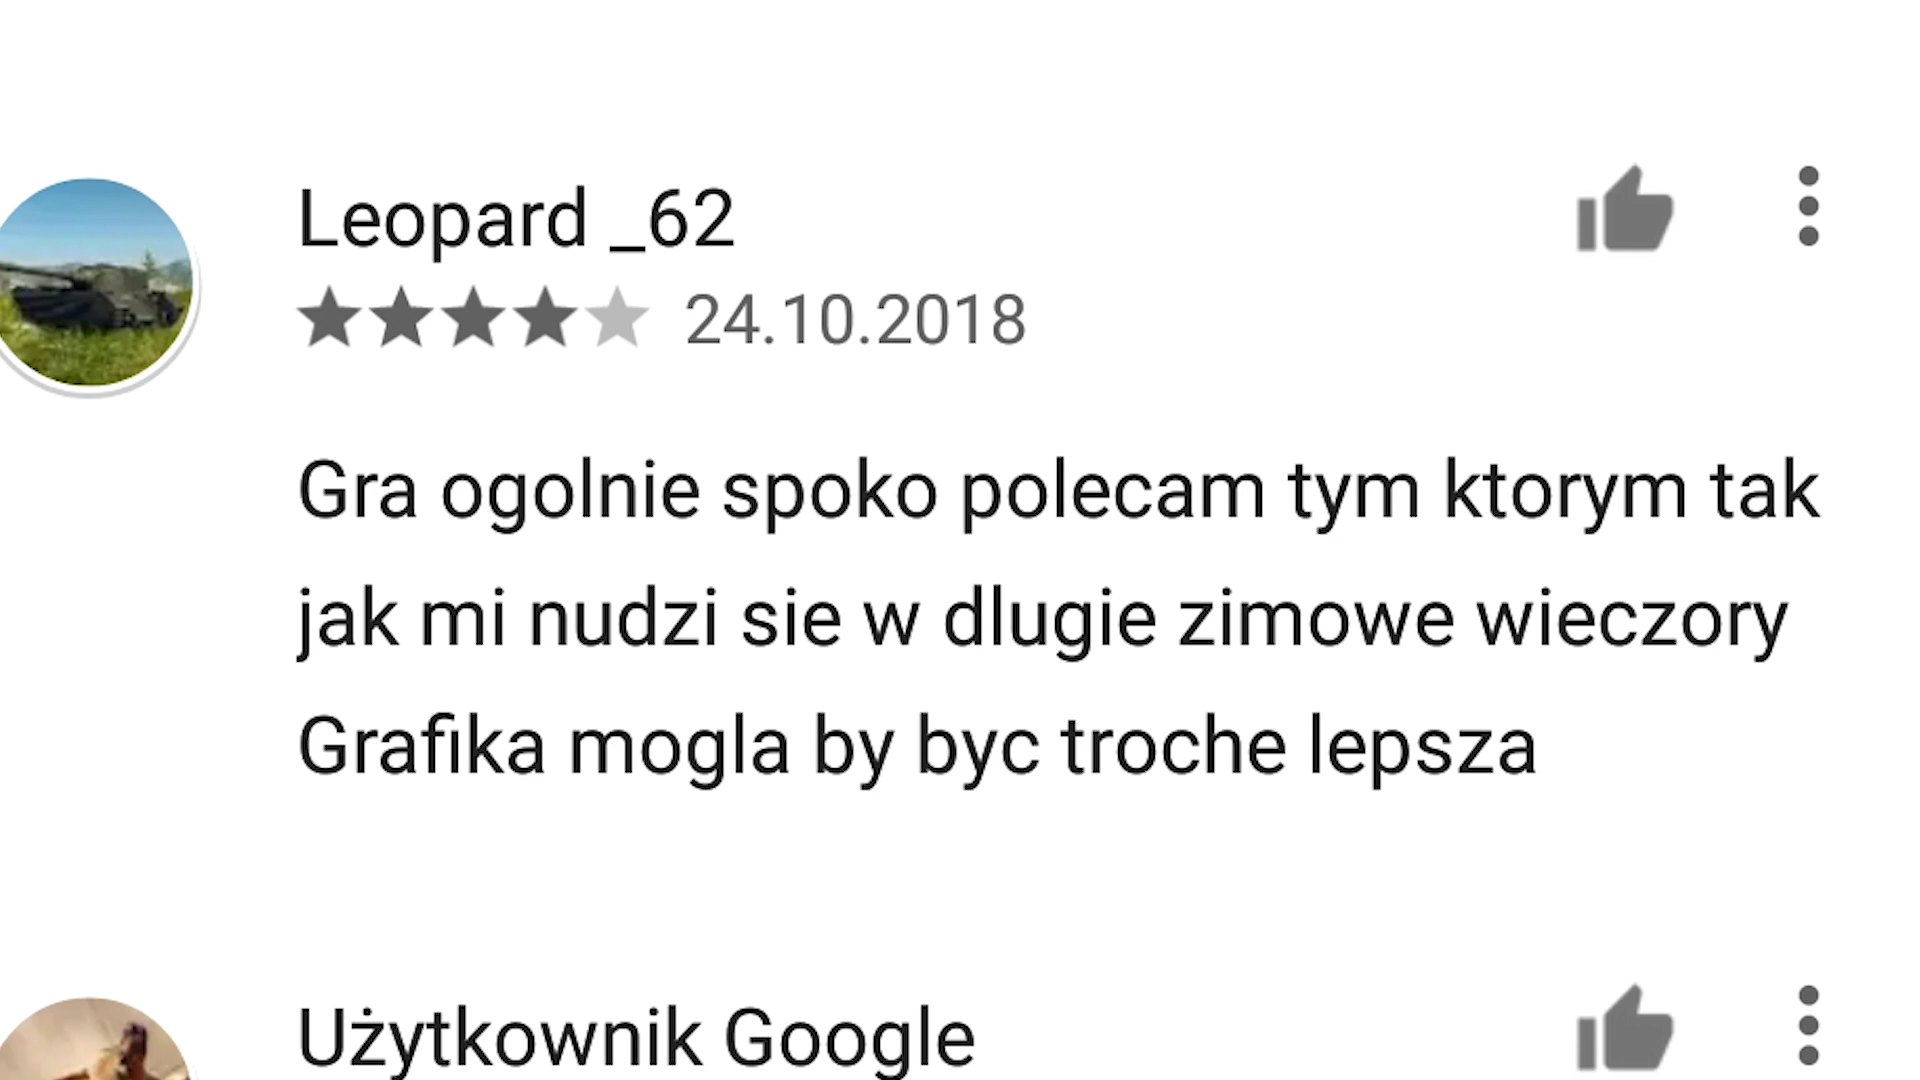 Leopard _62
24.10.2018
Gra ogolnie spoko polecam tym ktorym tak
jak mi nudzi sie w dlugie zimowe wieczory
Grafika mogla by byc troche lepsza
Użytkownik Google